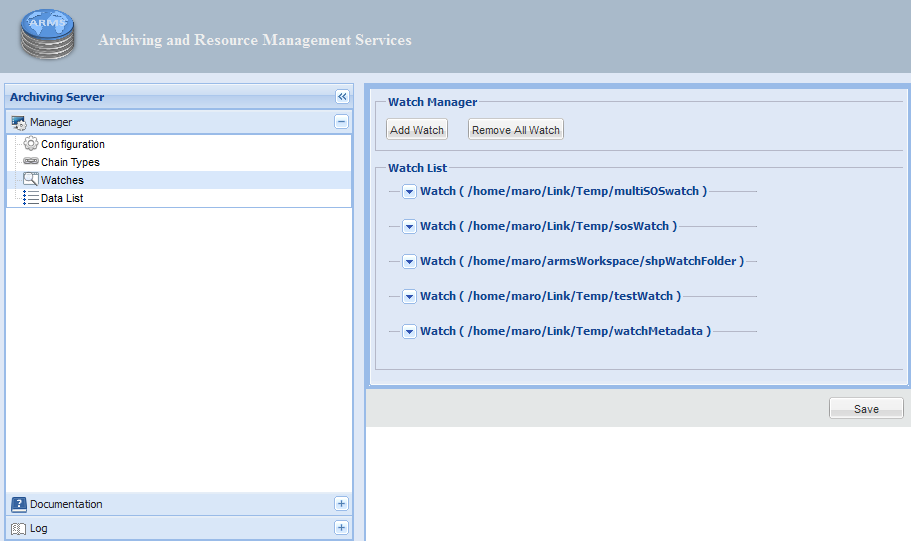 ARMS
Archiving and Resource Management Services
Archiving Server
Manager
Configuration
Chain Types
Watches
Data List
Documentation
Log
Watch Manager
Add Watch
Remove All Watch
Watch List
Watch ( /home/maro/Link/Temp/multiSOSwatch )
Watch ( /home/maro/Link/Temp/sosWatch )
Watch ( /home/maro/armsWorkspace/shpWatchFolder )
Watch ( /home/maro/Link/Temp/testWatch )
Watch ( /home/maro/Link/Temp/watchMetadata )
Save